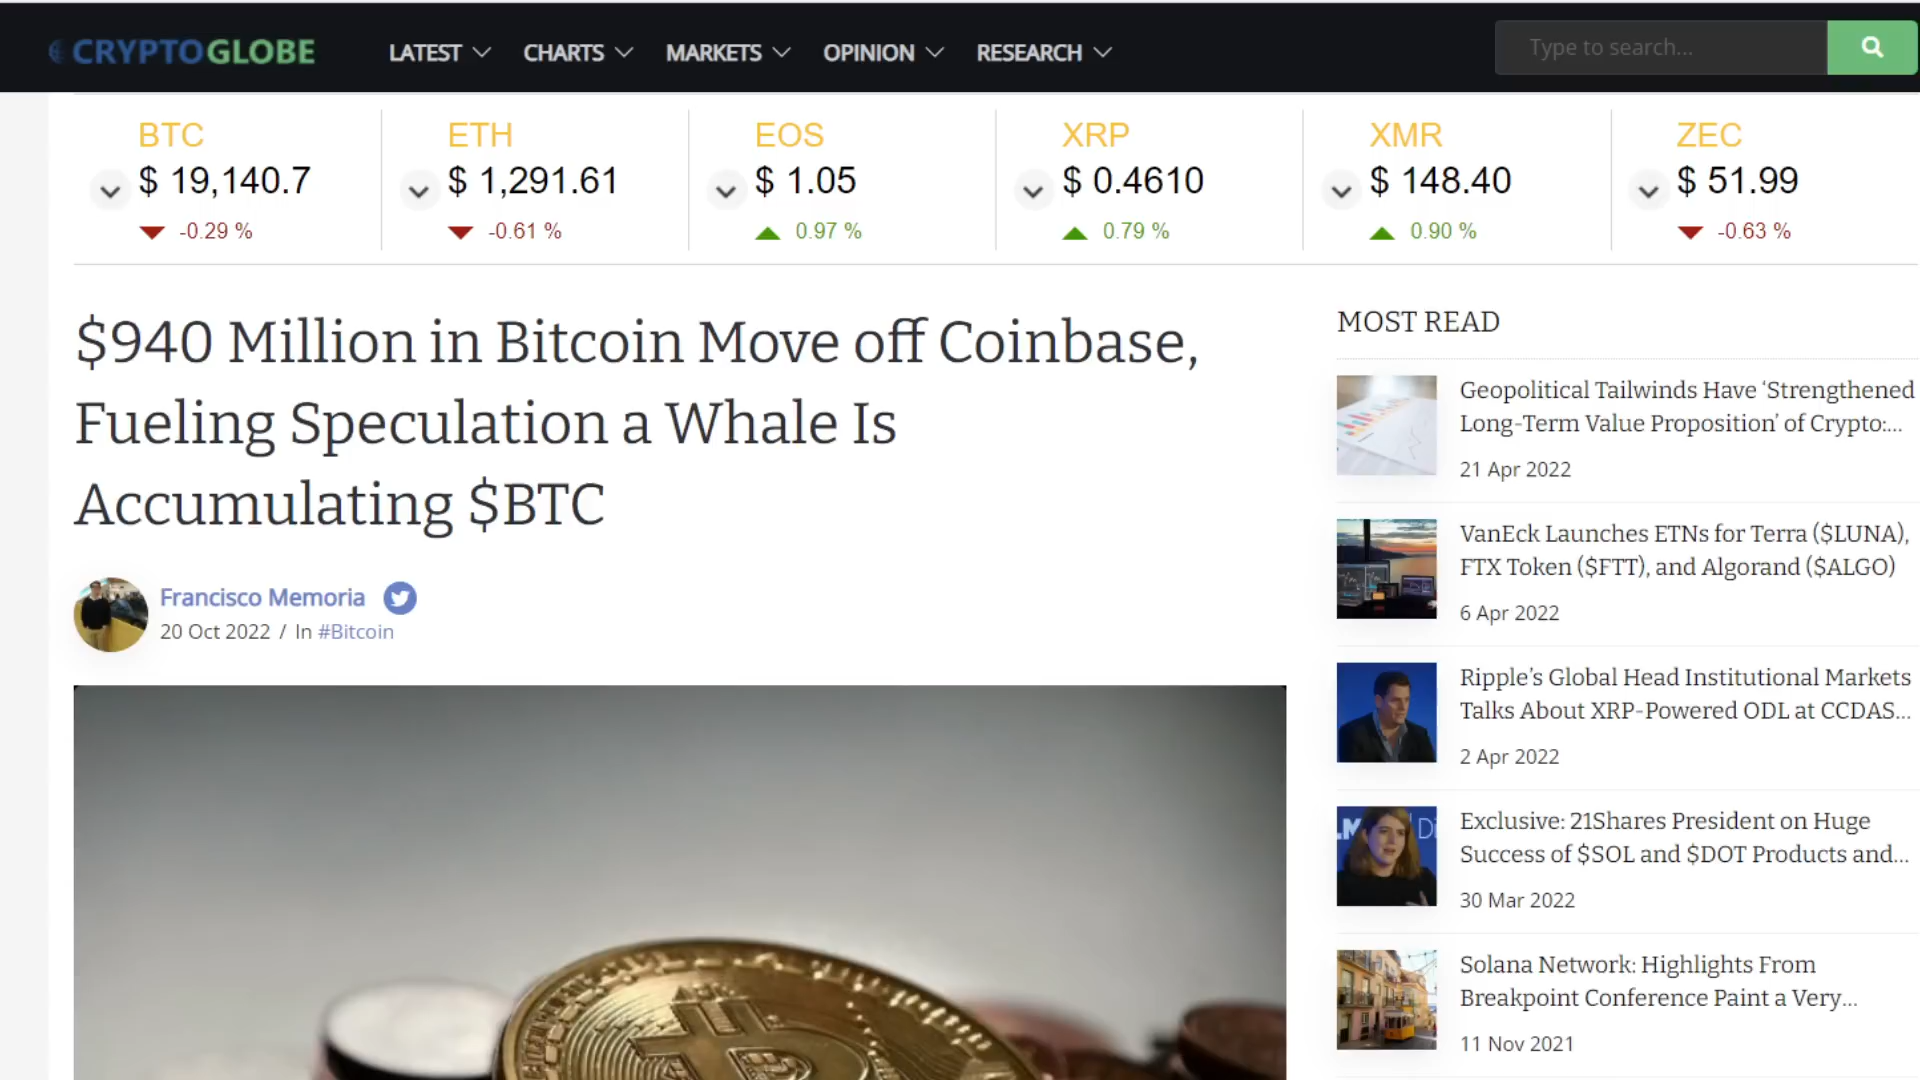 CRYPTOGLOBE
LATEST CHARTS MARKETS OPINION RESEARCH
Type to search...
BTC
$ 19,140.7
-0.29 %
ETH
$ 1,291.61
-0.61 %
EOS
$ 1.05
0.97 %
XRP
$ 0.4610
0.79 %
XMR
$ 148.40
0.90 %
ZEC
$ 51.99
-0.63 %
$940 Million in Bitcoin Move off Coinbase,
Fueling Speculation a Whale Is
Accumulating $BTC
Francisco Memoria
20 Oct 2022 / In #Bitcoin
MOST READ
Geopolitical Tailwinds Have ‘Strengthened
Long-Term Value Proposition’ of Crypto:...
21 Apr 2022
VanEck Launches ETNs for Terra ($LUNA),
FTX Token ($FTT), and Algorand ($ALGO)
6 Apr 2022
Ripple’s Global Head Institutional Markets
Talks About XRP-Powered ODL at CCDAS...
2 Apr 2022
Exclusive: 21Shares President on Huge
Success of $SOL and $DOT Products and...
30 Mar 2022
Solana Network: Highlights From
Breakpoint Conference Paint a Very...
11 Nov 2021